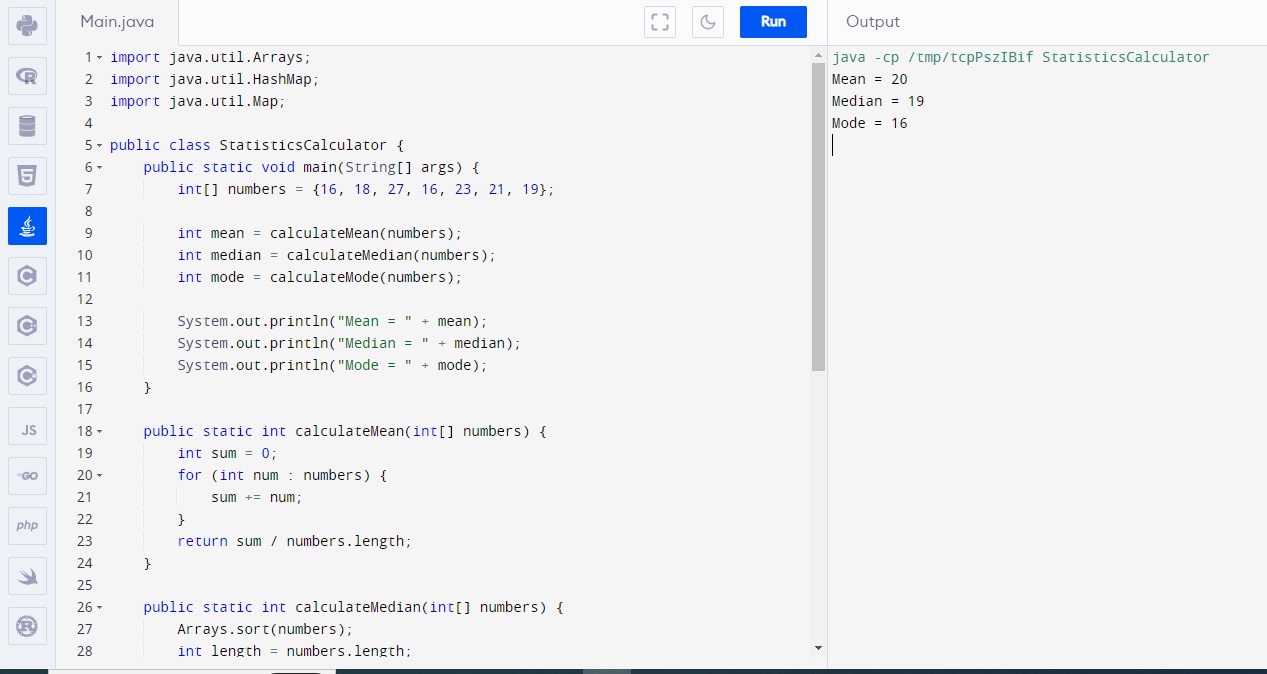 Main.java
Run
Output
1 import java.util.Arrays;
2 import java.util.HashMap;
3 import java.util.Map;
4
5 public class StatisticsCalculator {
6     public static void main(String[] args) {
7         int[] numbers = {16, 18, 27, 16, 23, 21, 19};
8
9         int mean = calculateMean(numbers);
10         int median = calculateMedian(numbers);
11         int mode = calculateMode(numbers);
12
13         System.out.println("Mean = " + mean);
14         System.out.println("Median = " + median);
15         System.out.println("Mode = " + mode);
16     }
17
18     public static int calculateMean(int[] numbers) {
19         int sum = 0;
20         for (int num : numbers) {
21             sum += num;
22         }
23         return sum / numbers.length;
24     }
25
26     public static int calculateMedian(int[] numbers) {
27         Arrays.sort(numbers);
28         int length = numbers.length;
java -cp /tmp/tcpPszIBif StatisticsCalculator
Mean = 20
Median = 19
Mode = 16
R
5
C
C
C
JS
GO
php
R